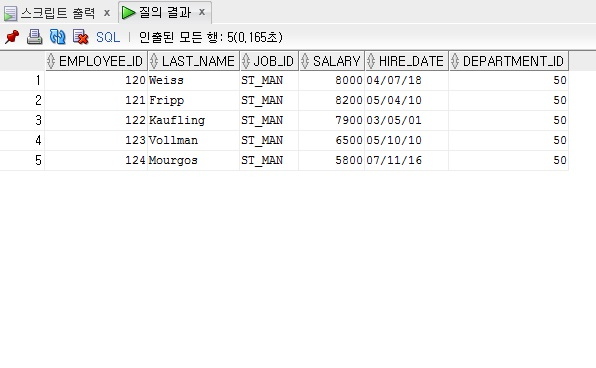 스크립트 출력 x 질의 결과 x
SQL | 인출된 모든 행: 5(0,165초)
EMPLOYEE_ID LAST_NAME JOB_ID SALARY HIRE_DATE DEPARTMENT_ID
1 120 Weiss ST_MAN 8000 04/07/18 50
2 121 Fripp ST_MAN 8200 05/04/10 50
3 122 Kaufling ST_MAN 7900 03/05/01 50
4 123 Vollman ST_MAN 6500 05/10/10 50
5 124 Mourgos ST_MAN 5800 07/11/16 50